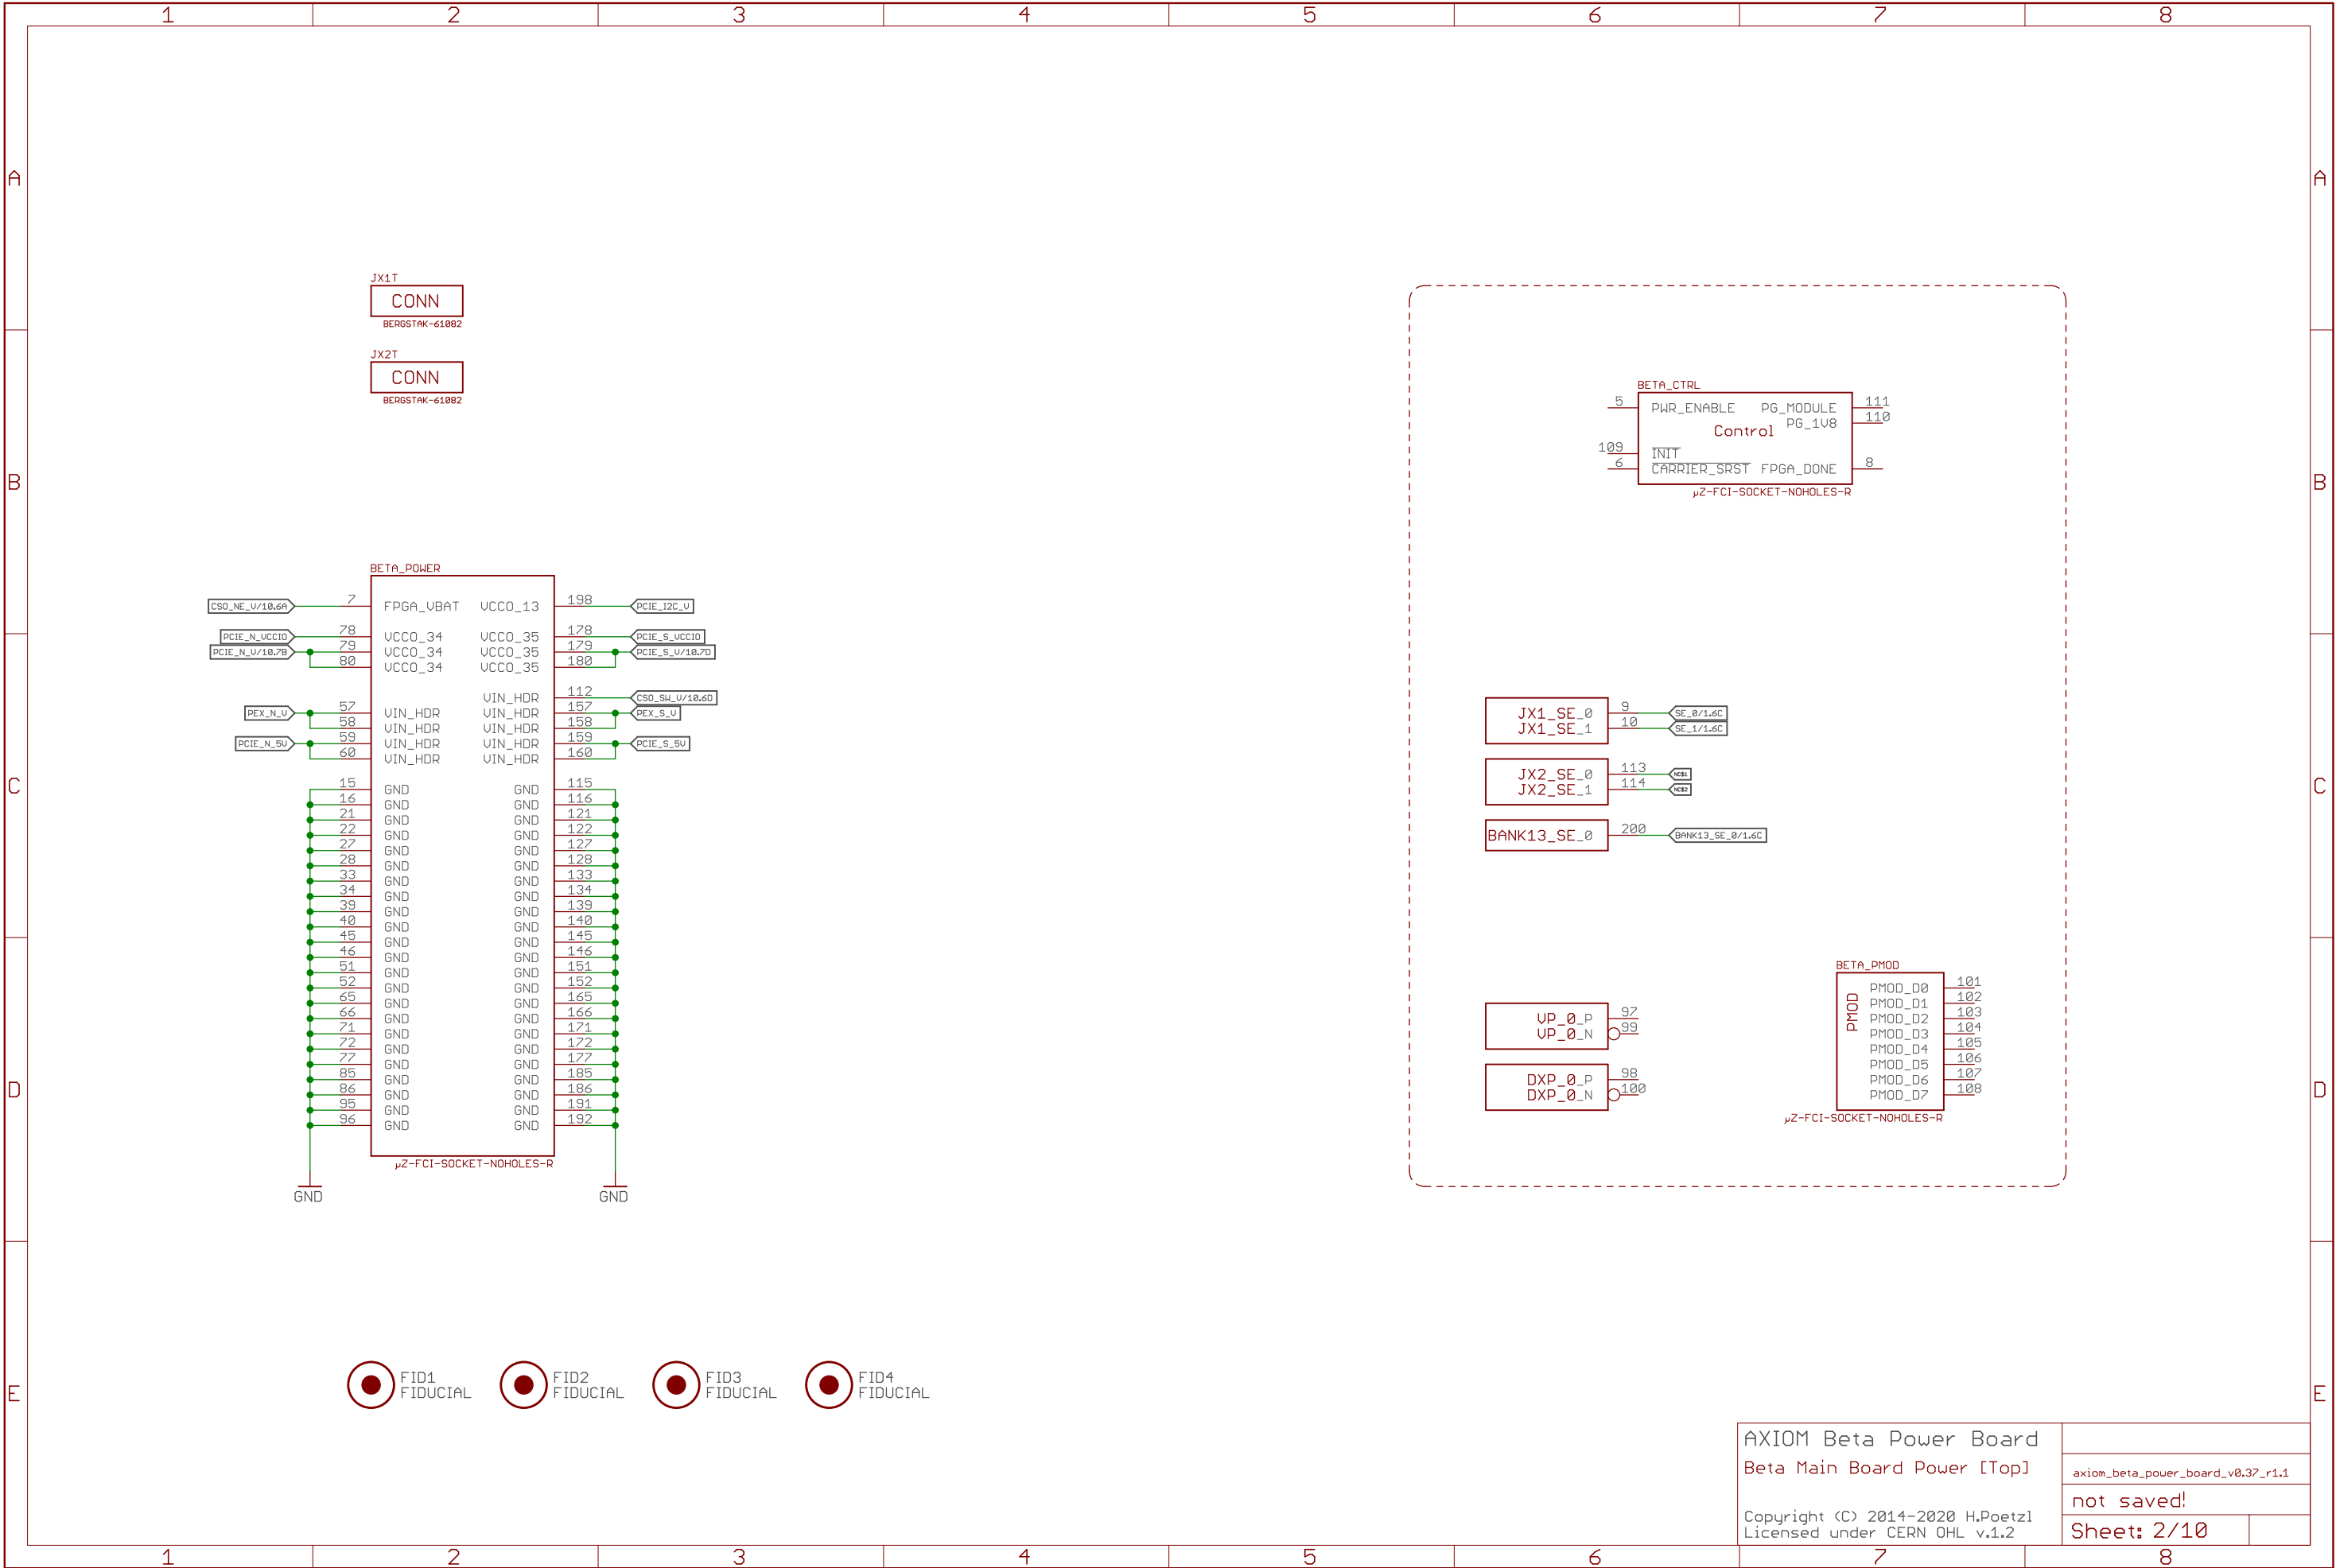 1 2 3 4 5 6 7 8
A A
JX1T
CONN
BERGSTAK-61082
JX2T
CONN
BERGSTAK-61082
BETA_CTRL
5 PWR_ENABLE PG_MODULE 111
PG_1V8 110
Control
109 INIT
6 CARRIER_SRST FPGA_DONE 8
µZ-FCI-SOCKET-NOHOLES-R
B B
BETA_POWER
CSO_NE_V/10.6A 7 FPGA_VBAT VCCO_13 198 PCIE_I2C_V
PCIE_N_VCCIO 78 VCCO_34 VCCO_35 178 PCIE_S_VCCIO
PCIE_N_V/10.7B 79 VCCO_34 VCCO_35 179 PCIE_S_V/10.7D
80 VCCO_34 VCCO_35 180
VIN_HDR 112 CSO_SW_V/10.6D
PEX_N_V 57 VIN_HDR VIN_HDR 157 PEX_S_V
58 VIN_HDR VIN_HDR 158
PCIE_N_5V 59 VIN_HDR VIN_HDR 159 PCIE_S_5V
60 VIN_HDR VIN_HDR 160
15 GND GND 115
16 GND GND 116
21 GND GND 121
22 GND GND 122
27 GND GND 127
28 GND GND 128
33 GND GND 133
34 GND GND 134
39 GND GND 139
40 GND GND 140
45 GND GND 145
46 GND GND 146
51 GND GND 151
52 GND GND 152
65 GND GND 165
66 GND GND 166
71 GND GND 171
72 GND GND 172
77 GND GND 177
85 GND GND 185
86 GND GND 186
95 GND GND 191
96 GND GND 192
µZ-FCI-SOCKET-NOHOLES-R
GND GND
JX1_SE_0 9 SE_0/1.6C
JX1_SE_1 10 SE_1/1.6C
JX2_SE_0 113 NC$1
JX2_SE_1 114 NC$2
BANK13_SE_0 200 BANK13_SE_0/1.6C
C C
VP_0_P 97
VP_0_N 99
DXP_0_P 98
DXP_0_N 100
BETA_PMOD
PMOD
PMOD_D0 101
PMOD_D1 102
PMOD_D2 103
PMOD_D3 104
PMOD_D4 105
PMOD_D5 106
PMOD_D6 107
PMOD_D7 108
µZ-FCI-SOCKET-NOHOLES-R
D D
FID1
FIDUCIAL
FID2
FIDUCIAL
FID3
FIDUCIAL
FID4
FIDUCIAL
E E
AXIOM Beta Power Board
Beta Main Board Power [Top]
Copyright (C) 2014-2020 H.Poetzl
Licensed under CERN OHL v.1.2
axiom_beta_power_board_v0.37_r1.1
not saved!
Sheet: 2/10
1 2 3 4 5 6 7 8